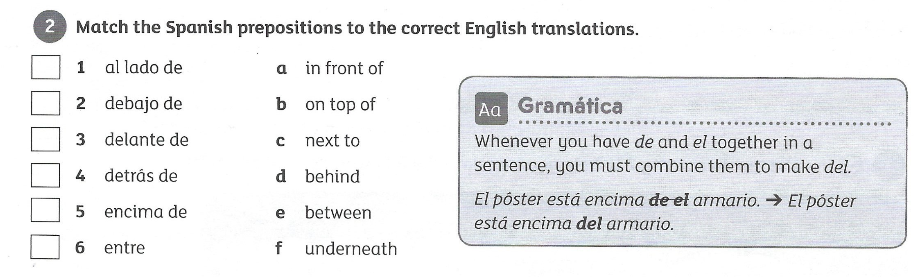 2 Match the Spanish prepositions to the correct English translations.
1 al lado de a in front of
2 debajo de b on top of
3 delante de c next to
4 detrás de d behind
5 encima de e between
6 entre f underneath
Aa Gramática
Whenever you have de and el together in a
sentence, you must combine them to make del.
El póster está encima de el armario. → El póster
está encima del armario.